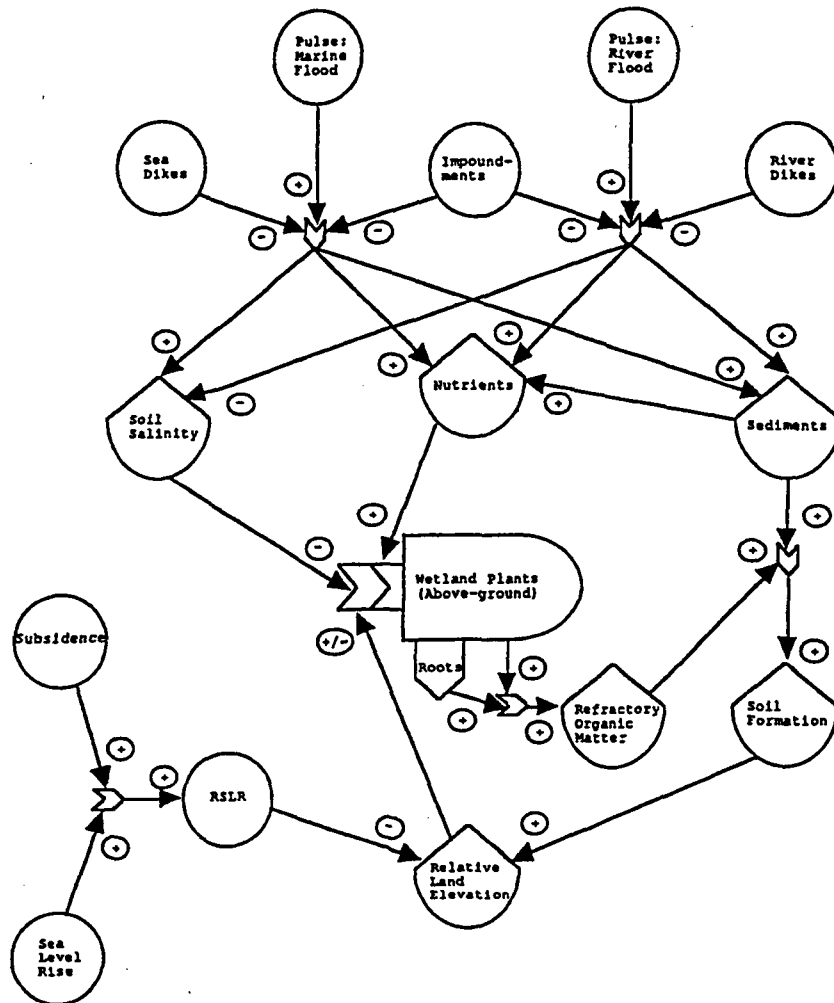 Pulse:
Marine
Flood
Pulse:
River
Flood
Sea
Dikes
Impound-
ments
River
Dikes
+
+
-
-
-
-
+
+
+
+
+
-
+
Nutrients
Soil
Salinity
Sediments
+
-
+
+
Wetland Plants
(Above-ground)
Subsidence
+/-
Roots
+
+
+
+
Refractory
Organic
Matter
Soil
Formation
+
+
RSLR
+
-
+
Relative
Land
Elevation
Sea
Level
Rise